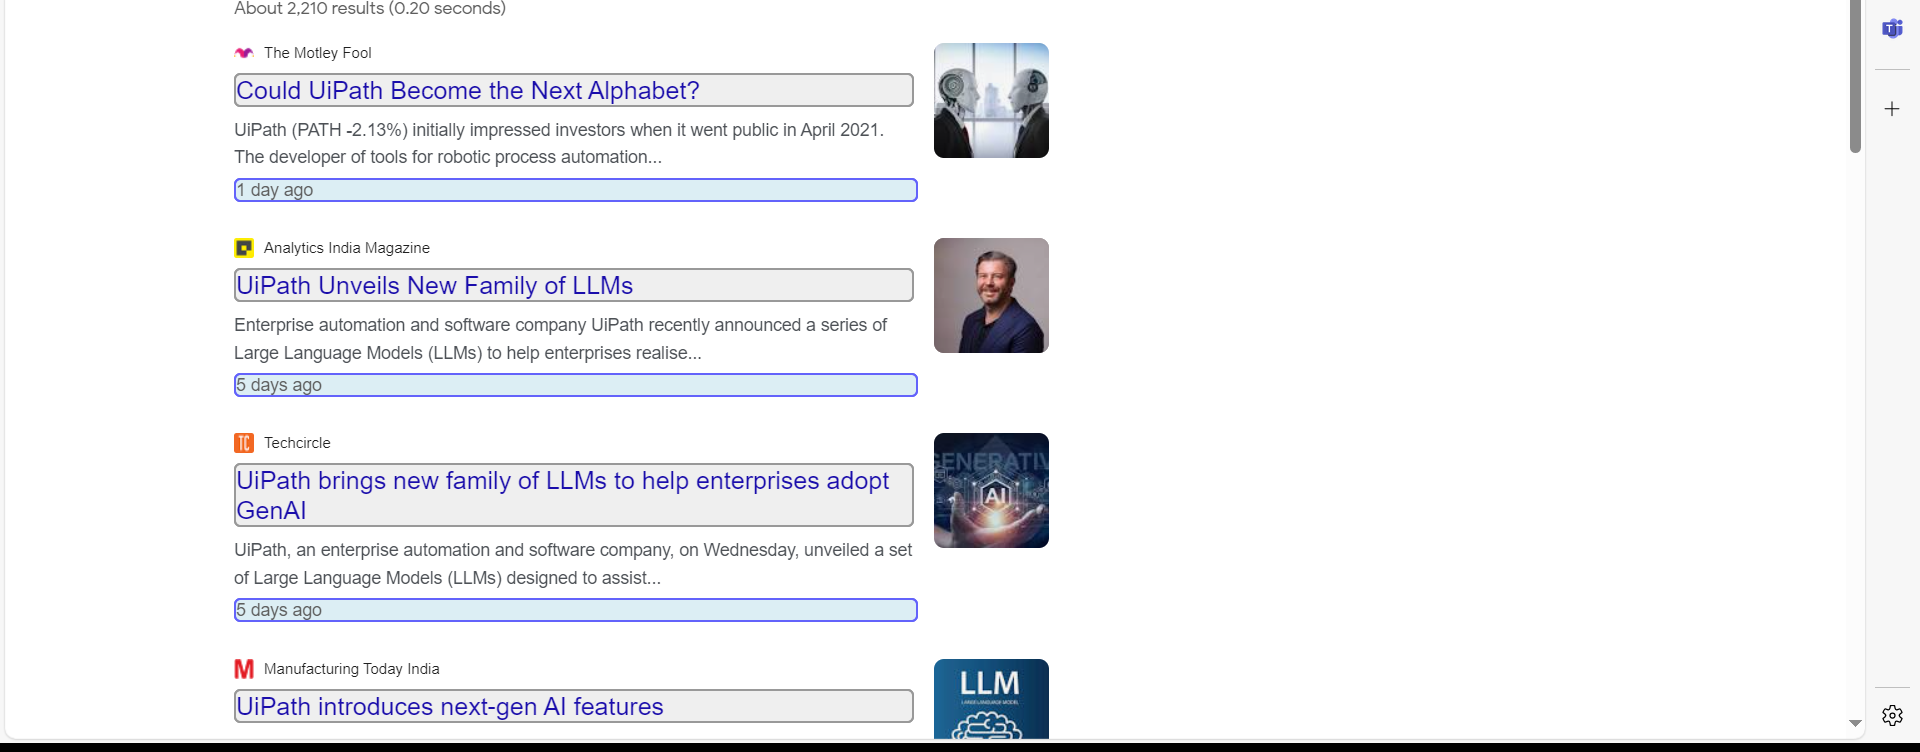 About 2,210 results (0.20 seconds)
The Motley Fool
Could UiPath Become the Next Alphabet?
UiPath (PATH -2.13%) initially impressed investors when it went public in April 2021.
The developer of tools for robotic process automation...
1 day ago
Analytics India Magazine
UiPath Unveils New Family of LLMs
Enterprise automation and software company UiPath recently announced a series of
Large Language Models (LLMs) to help enterprises realise...
5 days ago
TC
Techcircle
UiPath brings new family of LLMs to help enterprises adopt
GenAI
GENERATIV
AI
UiPath, an enterprise automation and software company, on Wednesday, unveiled a set
of Large Language Models (LLMs) designed to assist...
5 days ago
M
Manufacturing Today India
UiPath introduces next-gen AI features
LLM
LARGE LANGUAGE MODEL